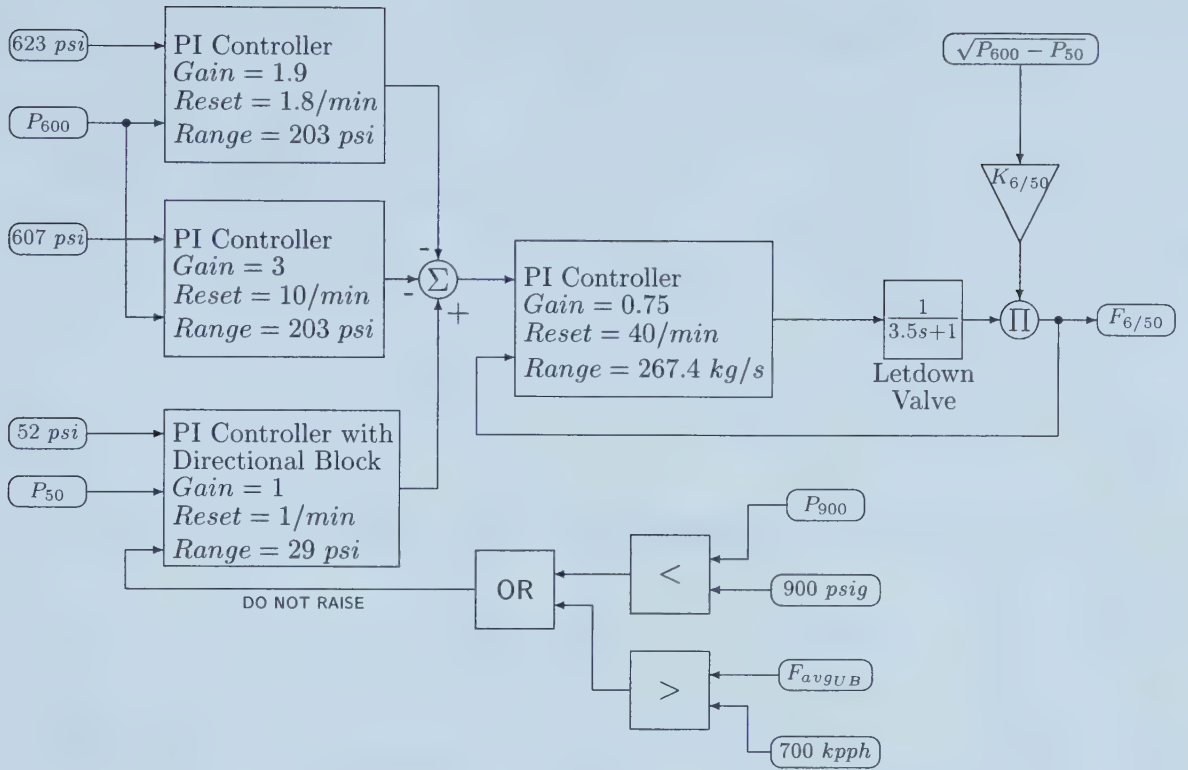 623 psi
PI Controller
Gain = 1.9
Reset = 1.8/min
Range = 203 psi
P600
√P600 − P50
K6/50
607 psi
PI Controller
Gain = 3
Reset = 10/min
Range = 203 psi
-
-
Σ
+
PI Controller
Gain = 0.75
Reset = 40/min
Range = 267.4 kg/s
1
3.5s+1
Letdown
Valve
Π
F6/50
52 psi
PI Controller with
Directional Block
Gain = 1
Reset = 1/min
Range = 29 psi
P50
DO NOT RAISE
OR
<
P900
900 psig
>
FavgUB
700 kpph